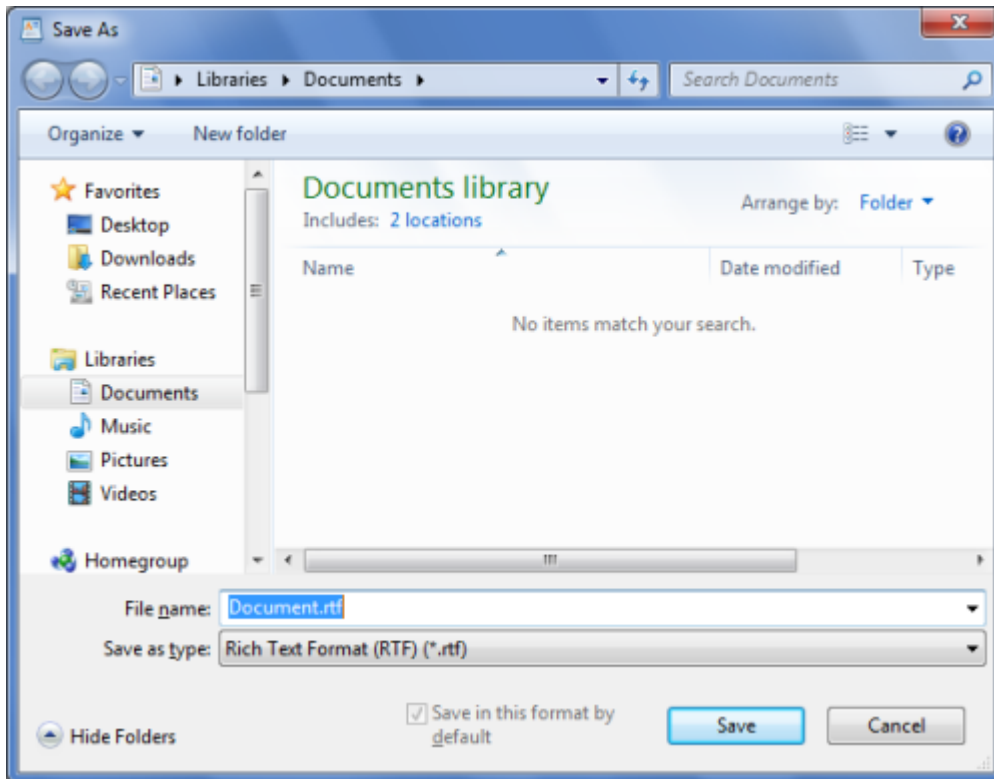 Save As
Libraries Documents
Search Documents
Organize New folder
Favorites
Desktop
Downloads
Recent Places
Libraries
Documents
Music
Pictures
Videos
Homegroup
Documents library
Includes: 2 locations
Arrange by: Folder
Name Date modified Type
No items match your search.
File name: Document.rtf
Save as type: Rich Text Format (RTF) (*.rtf)
Hide Folders
Save in this format by
default
Save Cancel